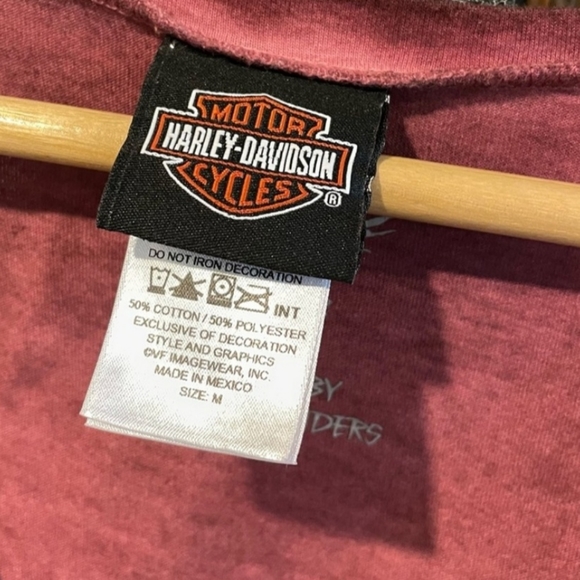 MOTOR
HARLEY-DAVIDSON
CYCLES
®
DO NOT IRON DECORATION
INT
50% COTTON / 50% POLYESTER
EXCLUSIVE OF DECORATION
STYLE AND GRAPHICS
©VF.IMAGEWEAR, INC.
MADE IN MEXICO
SIZE: M
BY